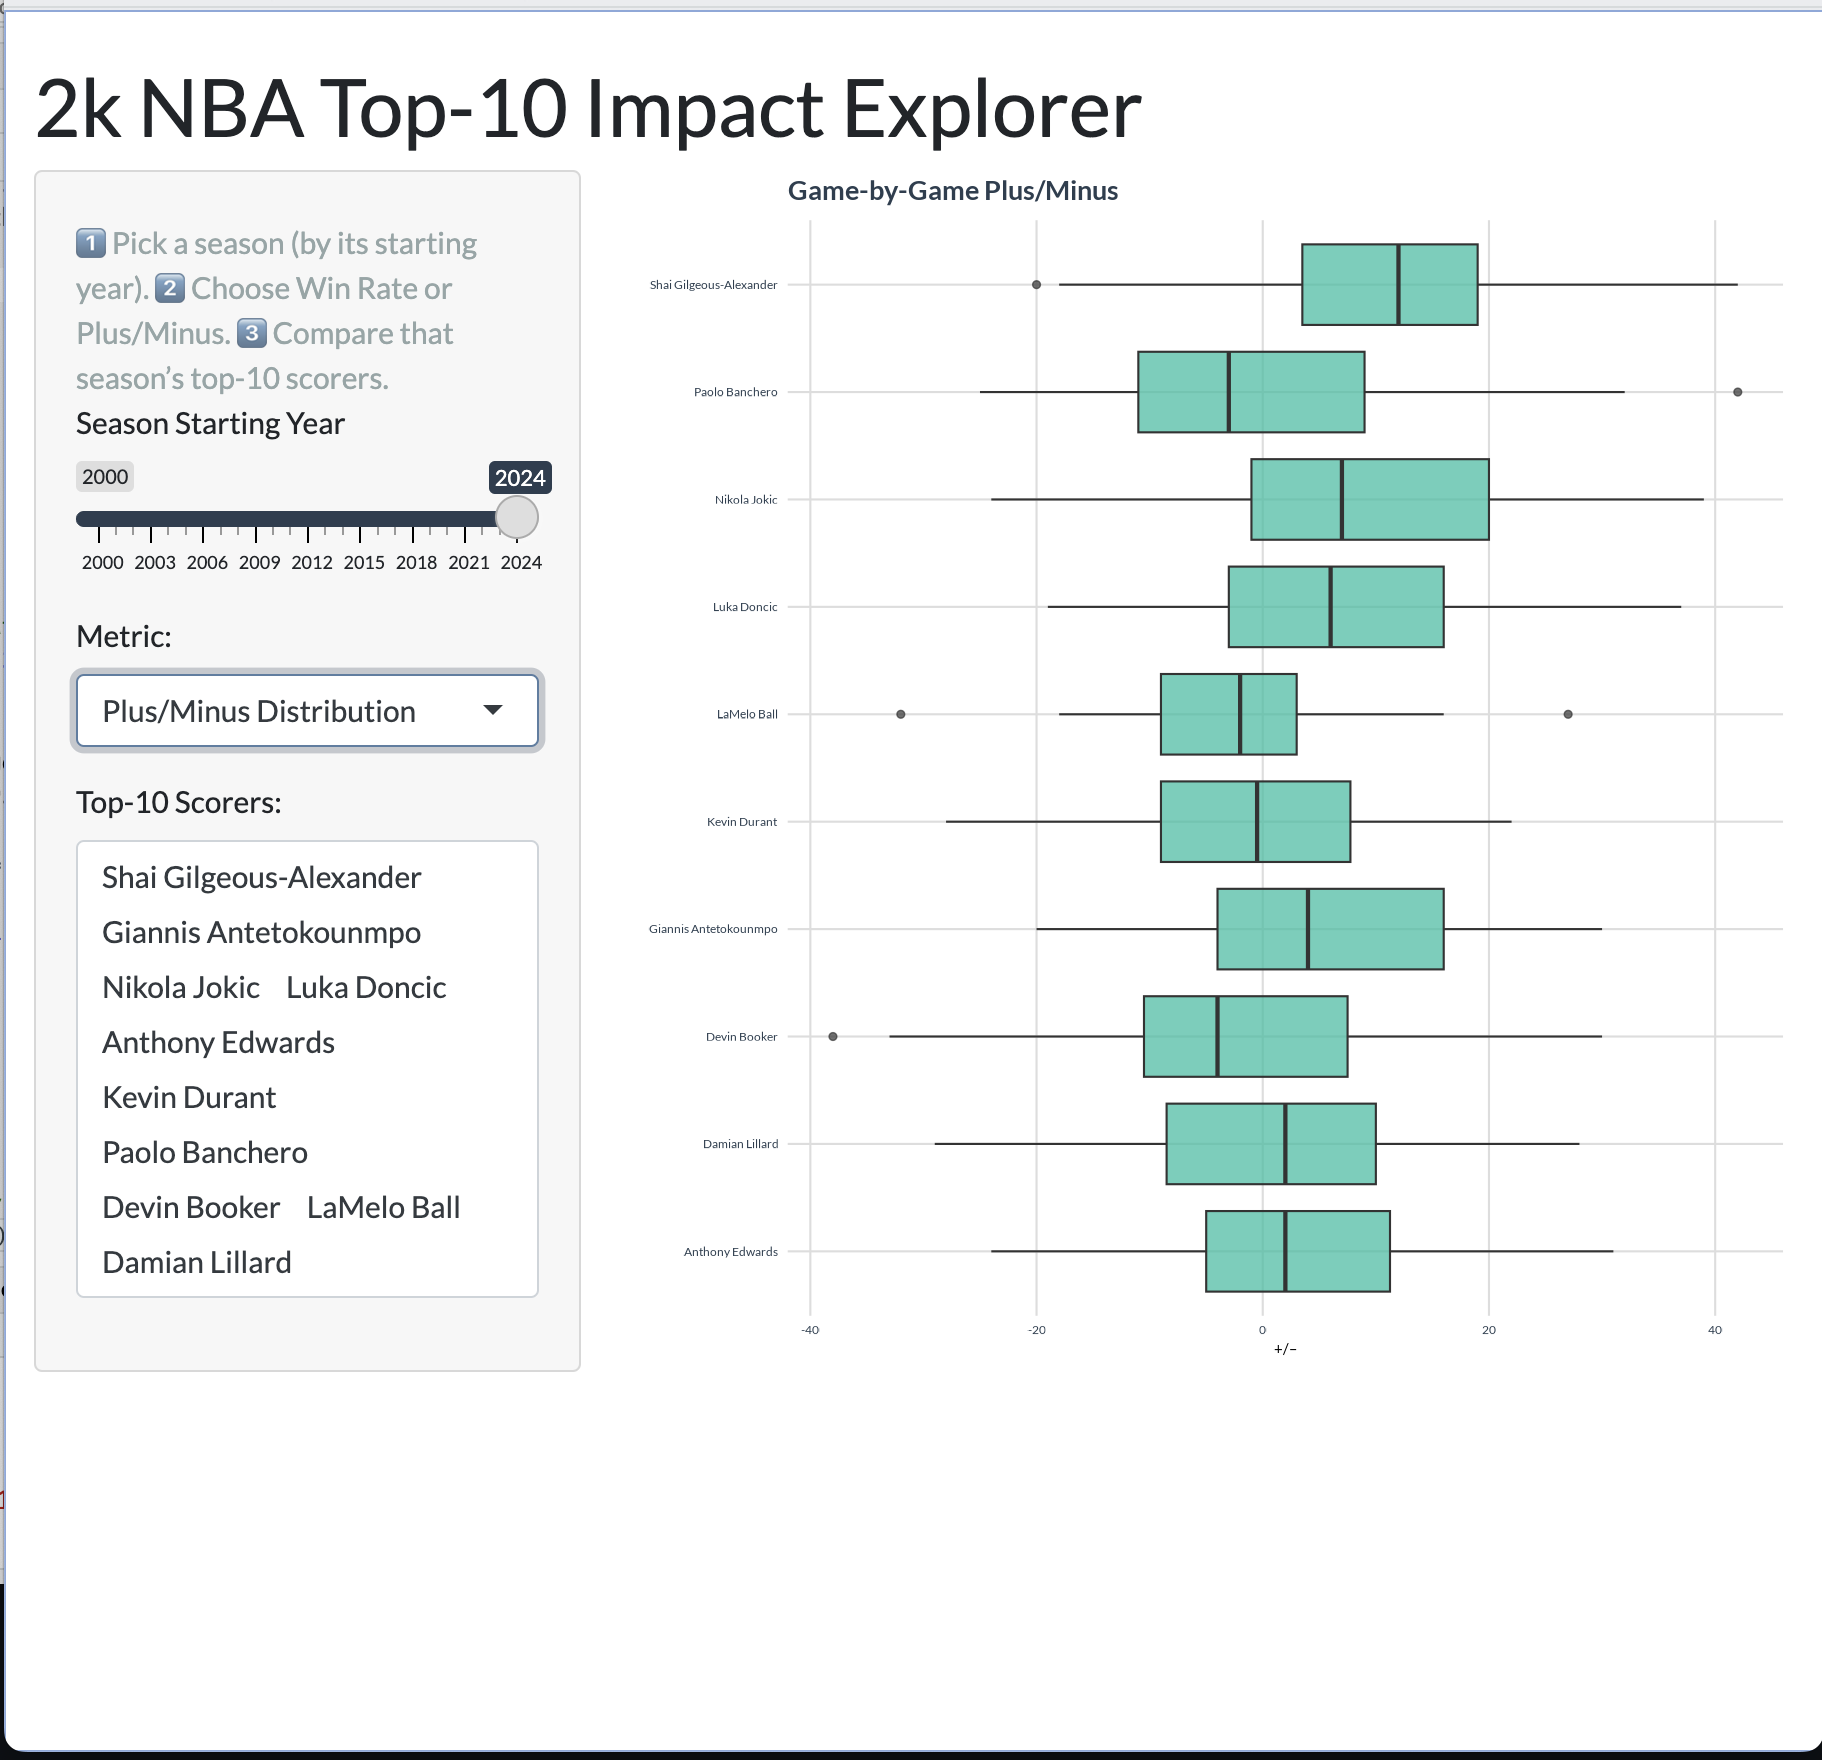 2k NBA Top-10 Impact Explorer
1 Pick a season (by its starting
year). 2 Choose Win Rate or
Plus/Minus. 3 Compare that
season’s top-10 scorers.
Season Starting Year
2000
2024
2000 2003 2006 2009 2012 2015 2018 2021 2024
Metric:
Plus/Minus Distribution
Top-10 Scorers:
Shai Gilgeous-Alexander
Giannis Antetokounmpo
Nikola Jokic Luka Doncic
Anthony Edwards
Kevin Durant
Paolo Banchero
Devin Booker LaMelo Ball
Damian Lillard
Game-by-Game Plus/Minus
Shai Gilgeous-Alexander
Paolo Banchero
Nikola Jokic
Luka Doncic
LaMelo Ball
Kevin Durant
Giannis Antetokounmpo
Devin Booker
Damian Lillard
Anthony Edwards
-40 -20 0 20 40
+/−